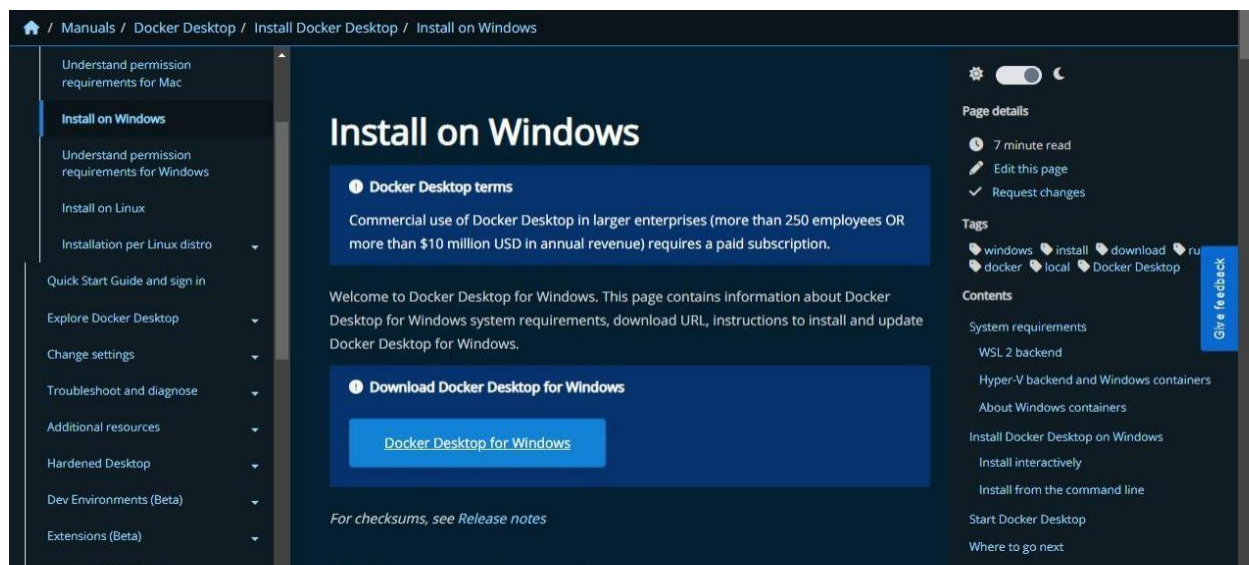 / Manuals / Docker Desktop / Install Docker Desktop / Install on Windows
Understand permission
requirements for Mac
Install on Windows
Understand permission
requirements for Windows
Install on Linux
Installation per Linux distro
Quick Start Guide and sign in
Explore Docker Desktop
Change settings
Troubleshoot and diagnose
Additional resources
Hardened Desktop
Dev Environments (Beta)
Extensions (Beta)
Install on Windows
Docker Desktop terms
Commercial use of Docker Desktop in larger enterprises (more than 250 employees OR
more than $10 million USD in annual revenue) requires a paid subscription.
Welcome to Docker Desktop for Windows. This page contains information about Docker
Desktop for Windows system requirements, download URL, instructions to install and update
Docker Desktop for Windows.
Download Docker Desktop for Windows
Docker Desktop for Windows
For checksums, see Release notes
Page details
7 minute read
Edit this page
Request changes
Tags
windows install download
docker local Docker Desktop
Give feedback
Contents
System requirements
WSL 2 backend
Hyper-V backend and Windows containers
About Windows containers
Install Docker Desktop on Windows
Install interactively
Install from the command line
Start Docker Desktop
Where to go next